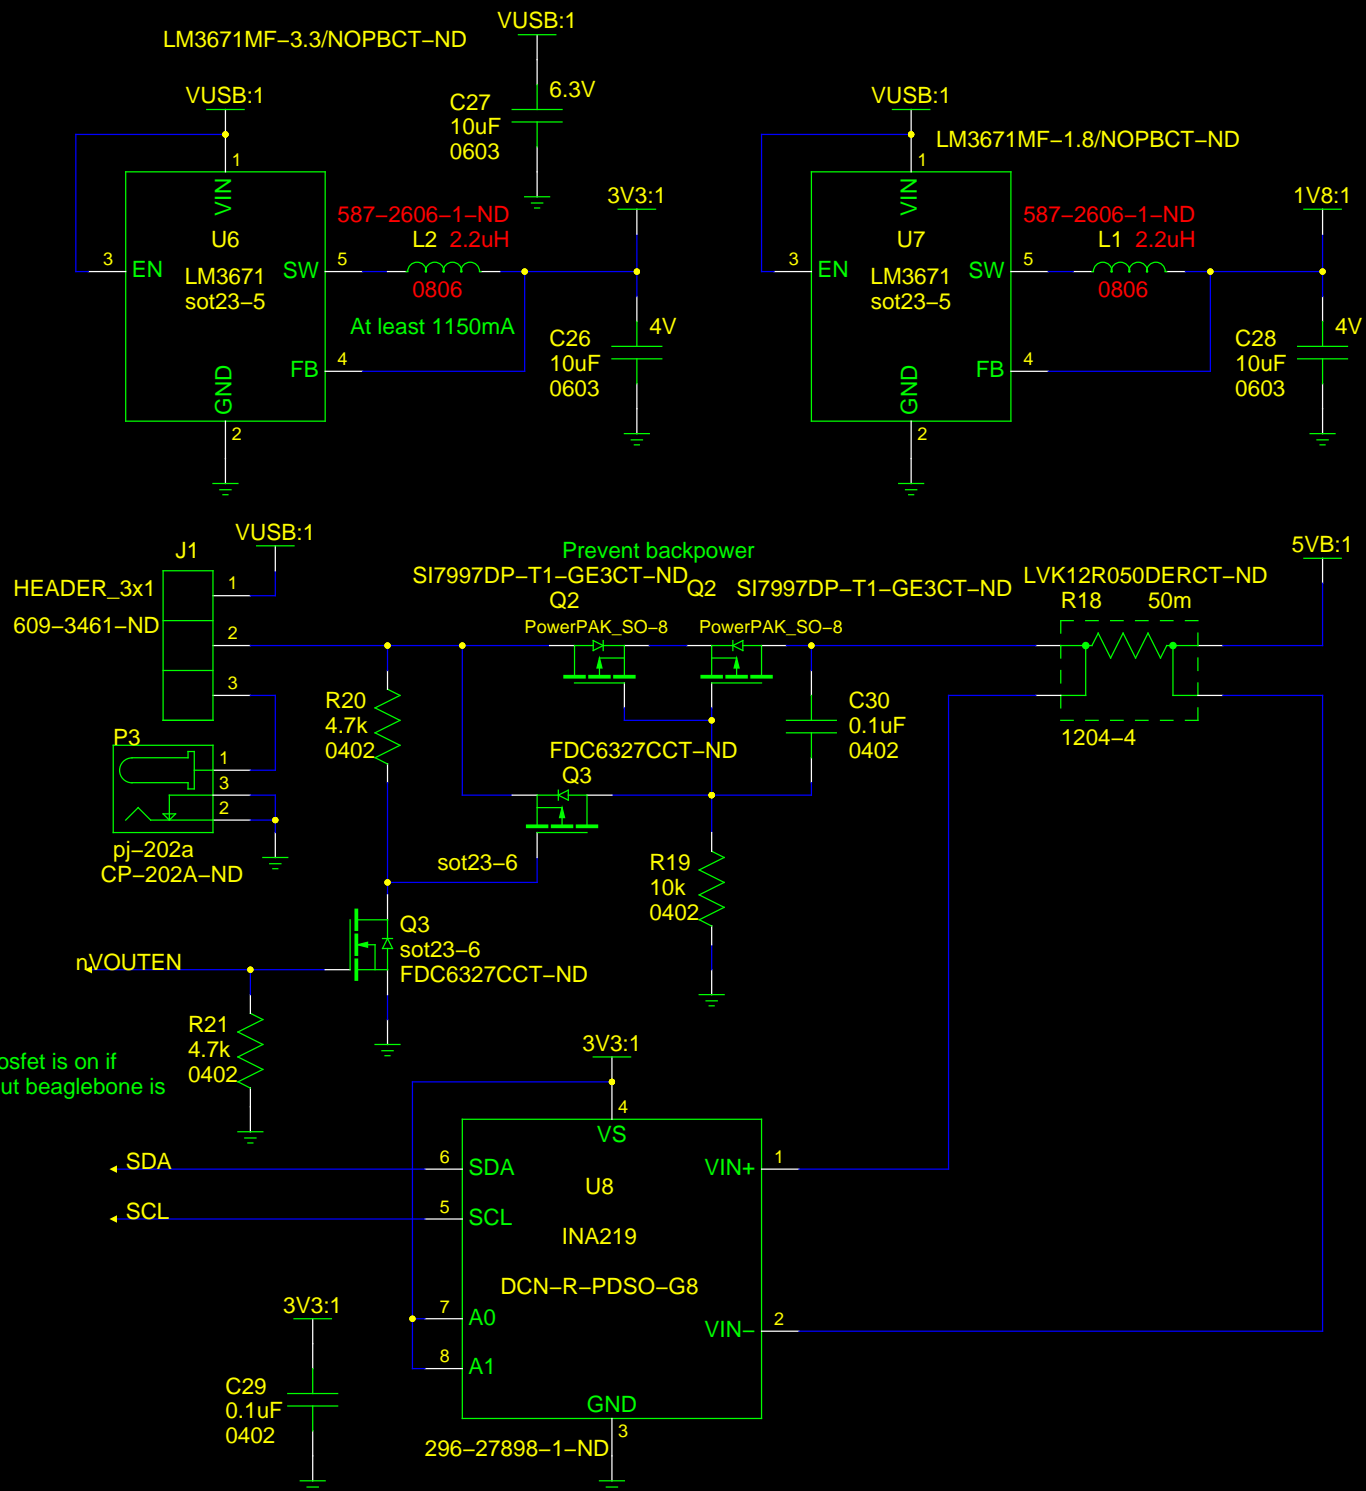 VUSB:1
LM3671MF-3.3/NOPBCT-ND
C27
6.3V
10uF
0603
VUSB:1
1
VIN
U6
3
EN
LM3671
sot23-5
SW
5
587-2606-1-ND
L2 2.2uH
0806
At least 1150mA
FB
4
GND
2
3V3:1
C26
4V
10uF
0603
VUSB:1
LM3671MF-1.8/NOPBCT-ND
1
VIN
U7
3
EN
LM3671
sot23-5
SW
5
587-2606-1-ND
L1 2.2uH
0806
FB
4
GND
2
1V8:1
C28
4V
10uF
0603
VUSB:1
J1
HEADER_3x1
609-3461-ND
1
2
3
P3
1
3
2
pj-202a
CP-202A-ND
R20
4.7k
0402
Prevent backpower
SI7997DP-T1-GE3CT-ND
Q2
PowerPAK_SO-8
Q2
SI7997DP-T1-GE3CT-ND
PowerPAK_SO-8
C30
0.1uF
0402
FDC6327CCT-ND
Q3
sot23-6
R19
10k
0402
5VB:1
LVK12R050DERCT-ND
R18 50m
1204-4
Q3
sot23-6
FDC6327CCT-ND
nVOUTEN
R21
4.7k
0402
osfet is on if
ut beaglebone is
3V3:1
4
VS
SDA
6
SDA
SCL
5
SCL
U8
INA219
DCN-R-PDSO-G8
VIN+
1
VIN-
2
7
A0
8
A1
GND
3
296-27898-1-ND
3V3:1
C29
0.1uF
0402